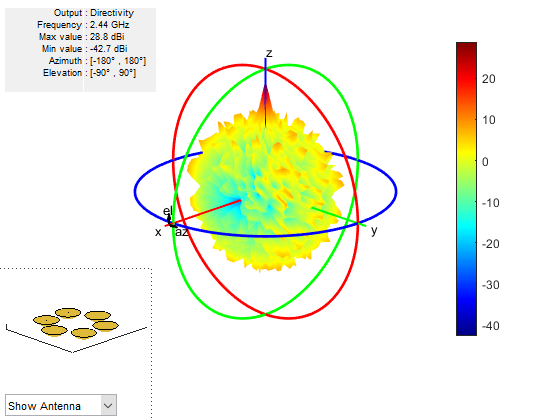 Output : Directivity
Frequency : 2.44 GHz
Max value : 28.8 dBi
Min value : -42.7 dBi
Azimuth : [-180° , 180°]
Elevation : [-90° , 90°]
z
20
10
0
-10
-20
-30
-40
el
az
x
y
Show Antenna